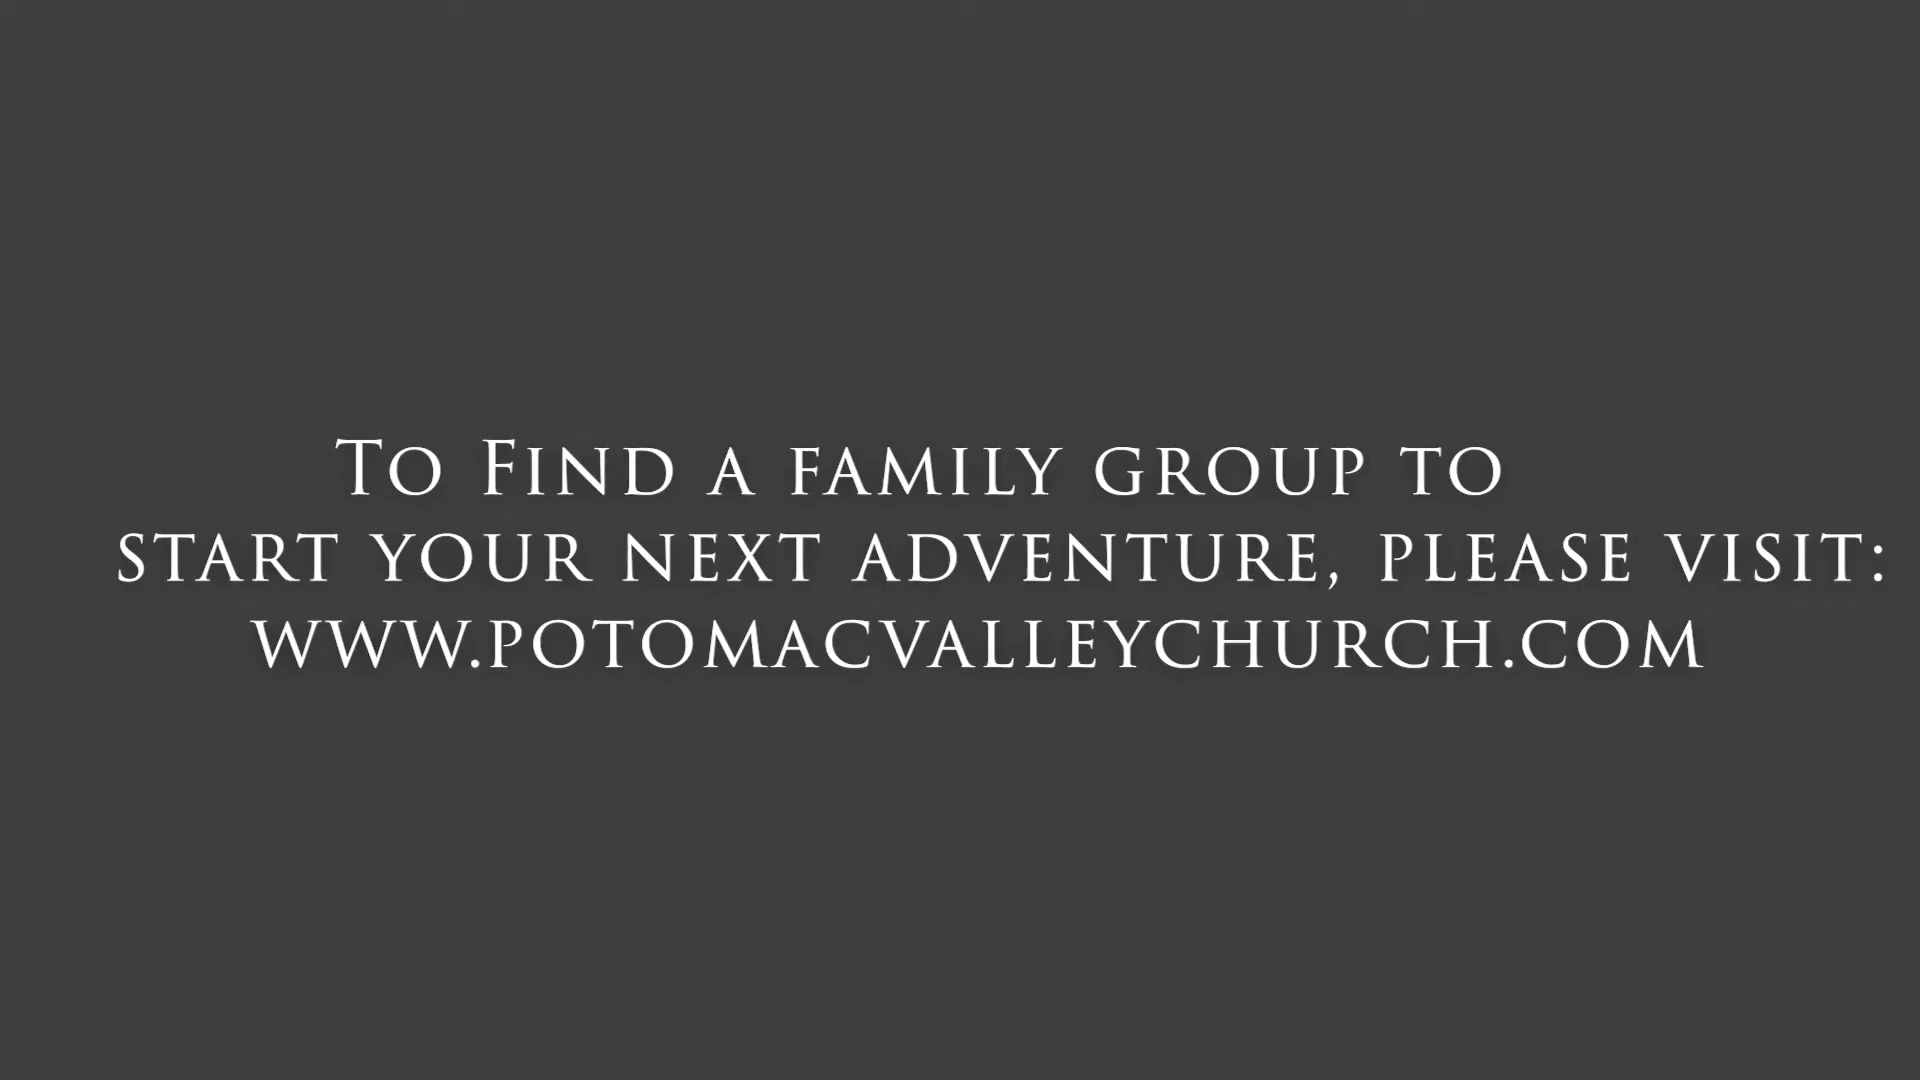 To Find a family group to
start your next adventure, please visit:
www.potomacvalleychurch.com